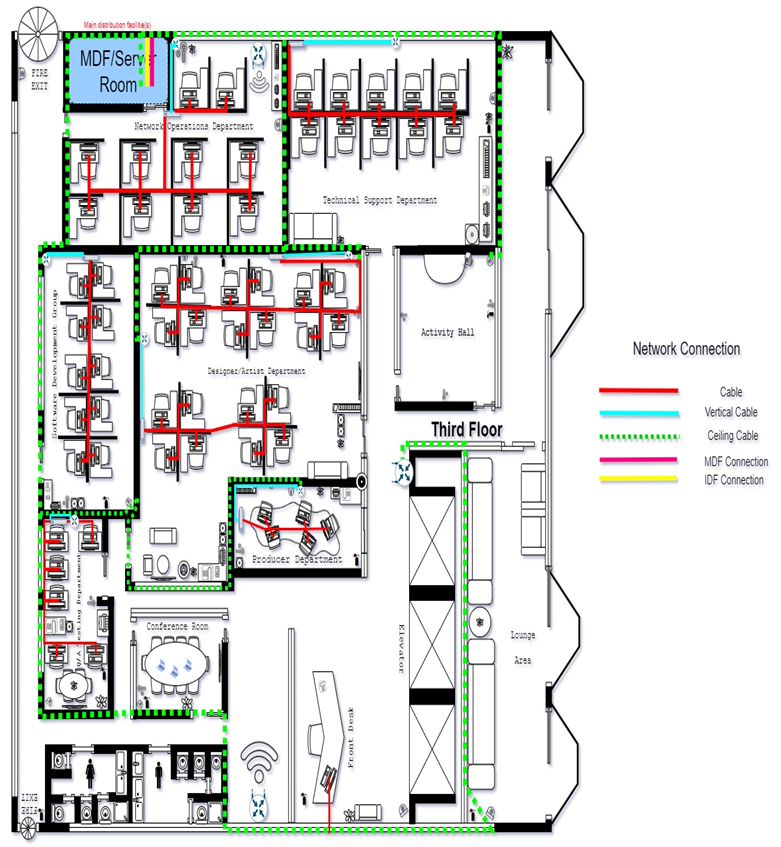 Main distribution facilitie(s)
MDF/Server
Room
FIRE
EXIT
Network Operations Department
Technical Support Department
Software Development Group
Designer/Artist Department
Activity Hall
Network Connection
Cable
Vertical Cable
Ceiling Cable
MDF Connection
IDF Connection
Third Floor
Producer Department
Q/A Testing Department
Conference Room
Elevator
Lounge
Area
Front Desk
FIRE
EXIT